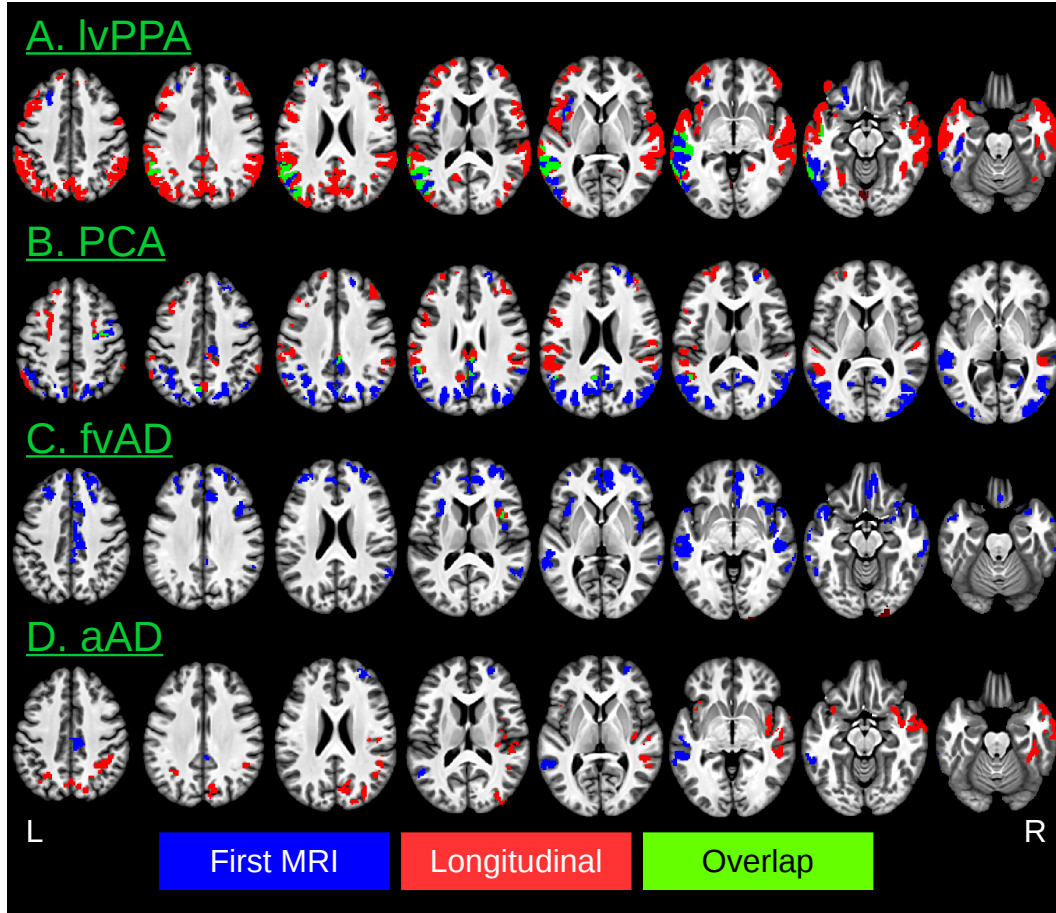 A. lvPPA
B. PCA
C. fvAD
D. aAD
L
R
First MRI
Longitudinal
Overlap